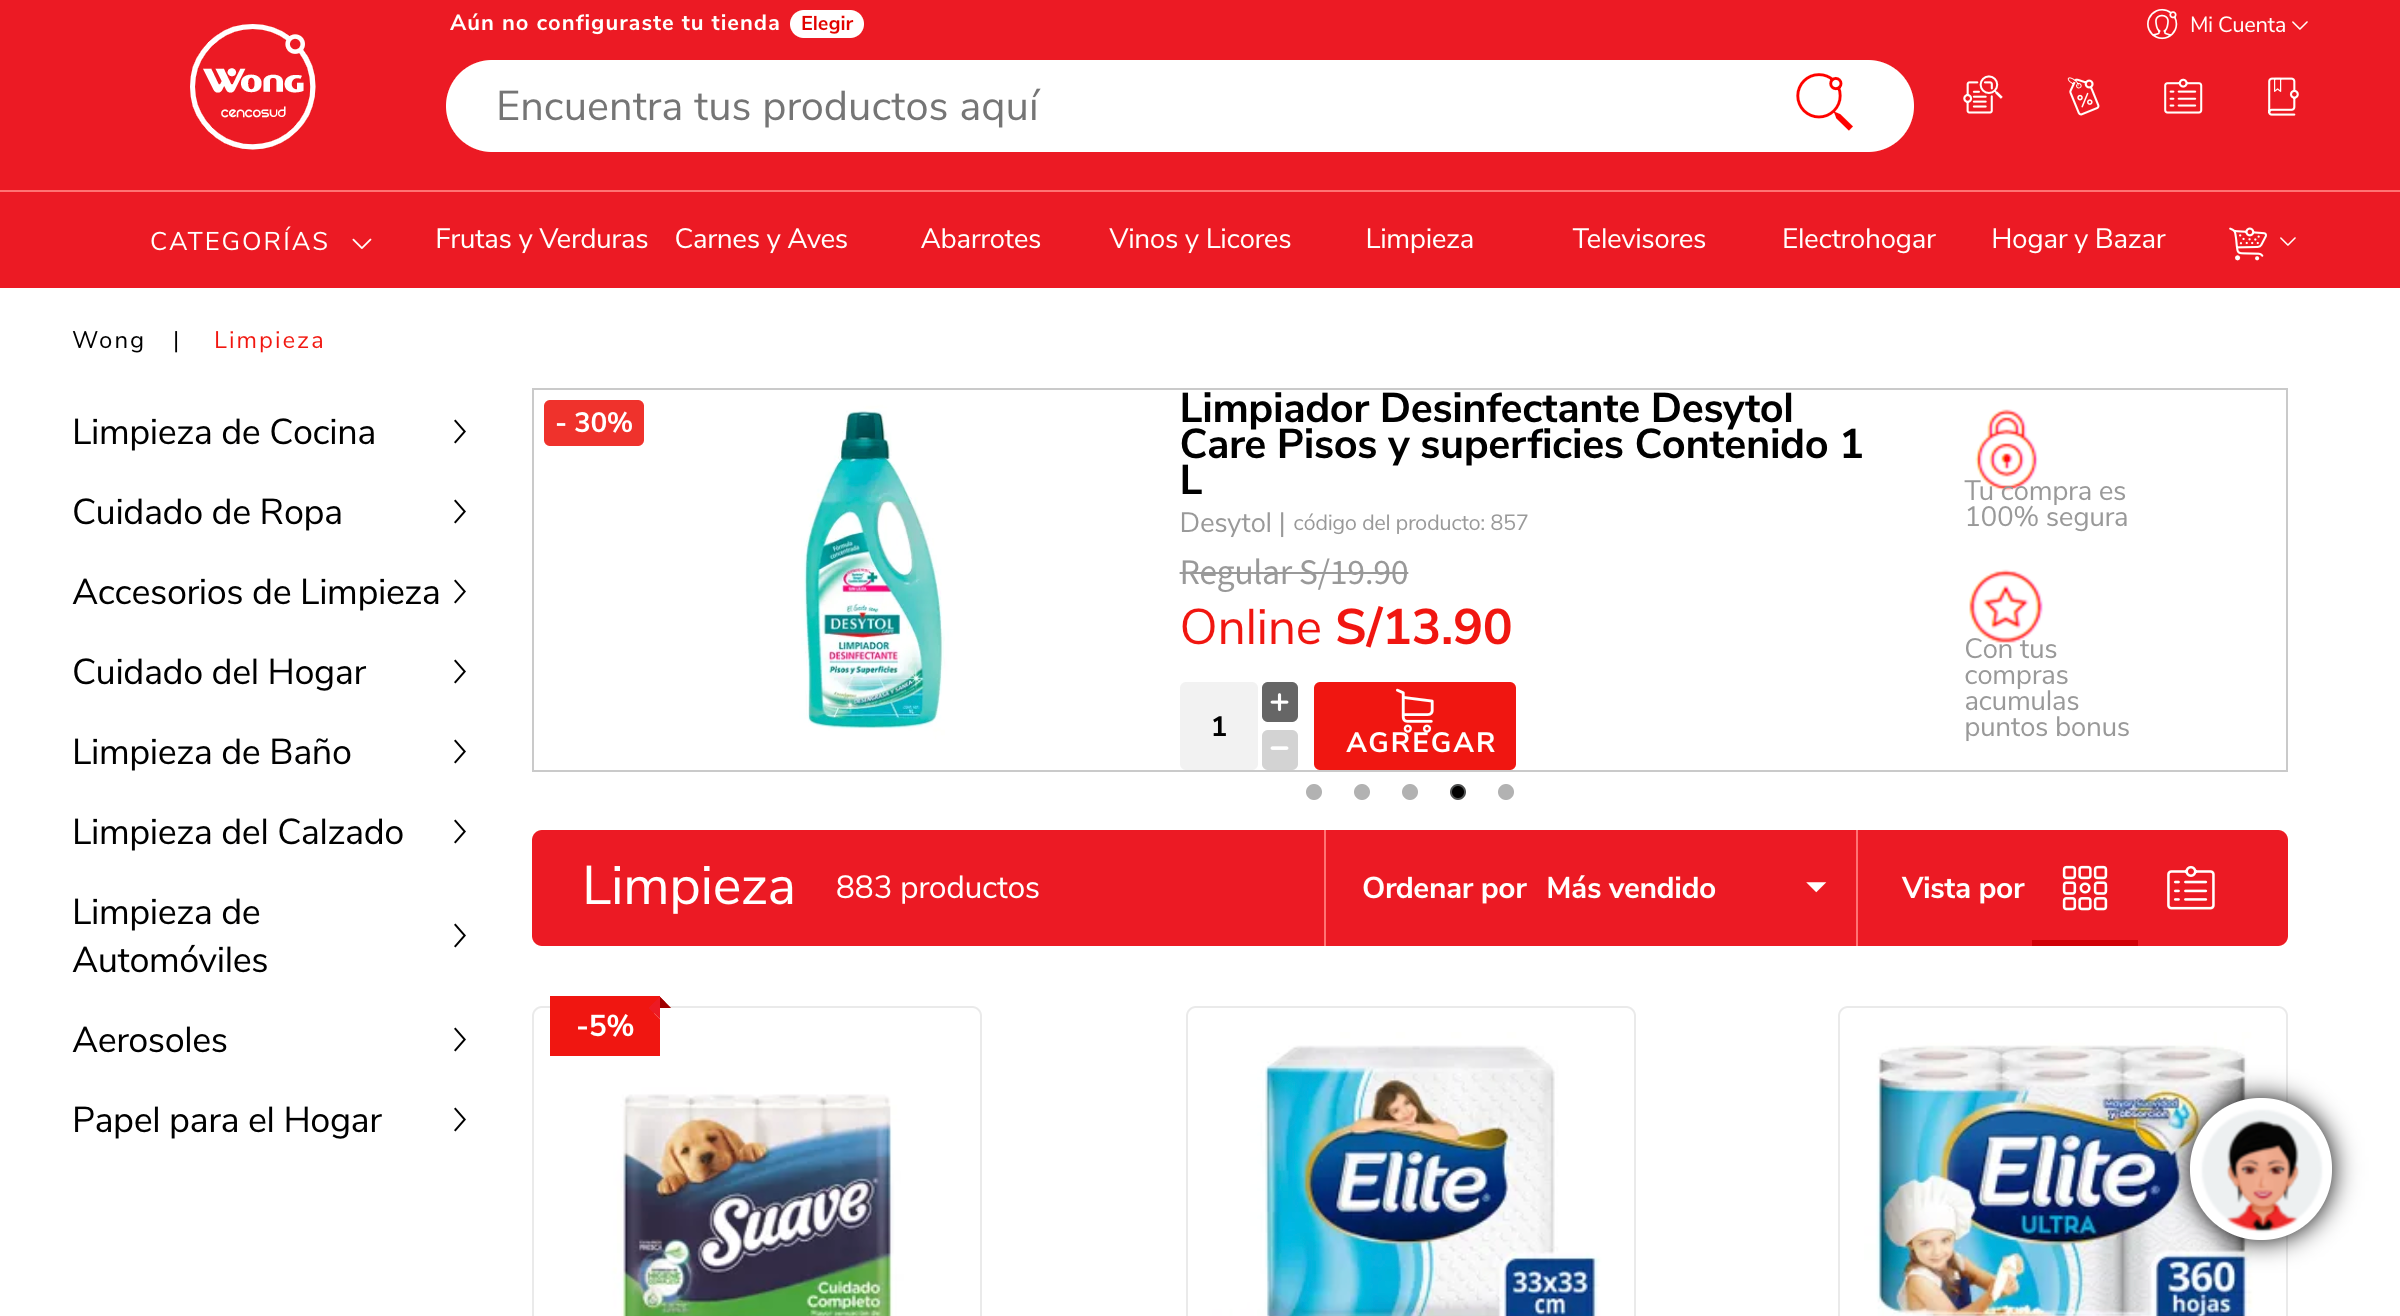 Aún no configuraste tu tienda Elegir
Mi Cuenta
Wong
cencosud
Encuentra tus productos aquí
CATEGORÍAS
Frutas y Verduras
Carnes y Aves
Abarrotes
Vinos y Licores
Limpieza
Televisores
Electrohogar
Hogar y Bazar
Wong | Limpieza
Limpieza de Cocina
Cuidado de Ropa
Accesorios de Limpieza
Cuidado del Hogar
Limpieza de Baño
Limpieza del Calzado
Limpieza de
Automóviles
Aerosoles
Papel para el Hogar
- 30%
Fórmula
concentrada
DESYTOL
LIMPIADOR
DESINFECTANTE
Pisos y Superficies
Limpiador Desinfectante Desytol
Care Pisos y superficies Contenido 1
L
Desytol | código del producto: 857
Regular S/19.90
Online S/13.90
1
+
−
AGREGAR
Tu compra es
100% segura
Con tus
compras
acumulas
puntos bonus
Limpieza 883 productos
Ordenar por Más vendido
Vista por
-5%
Suave
Cuidado
Completo
Elite
33x33
cm
Elite
ULTRA
360
hojas